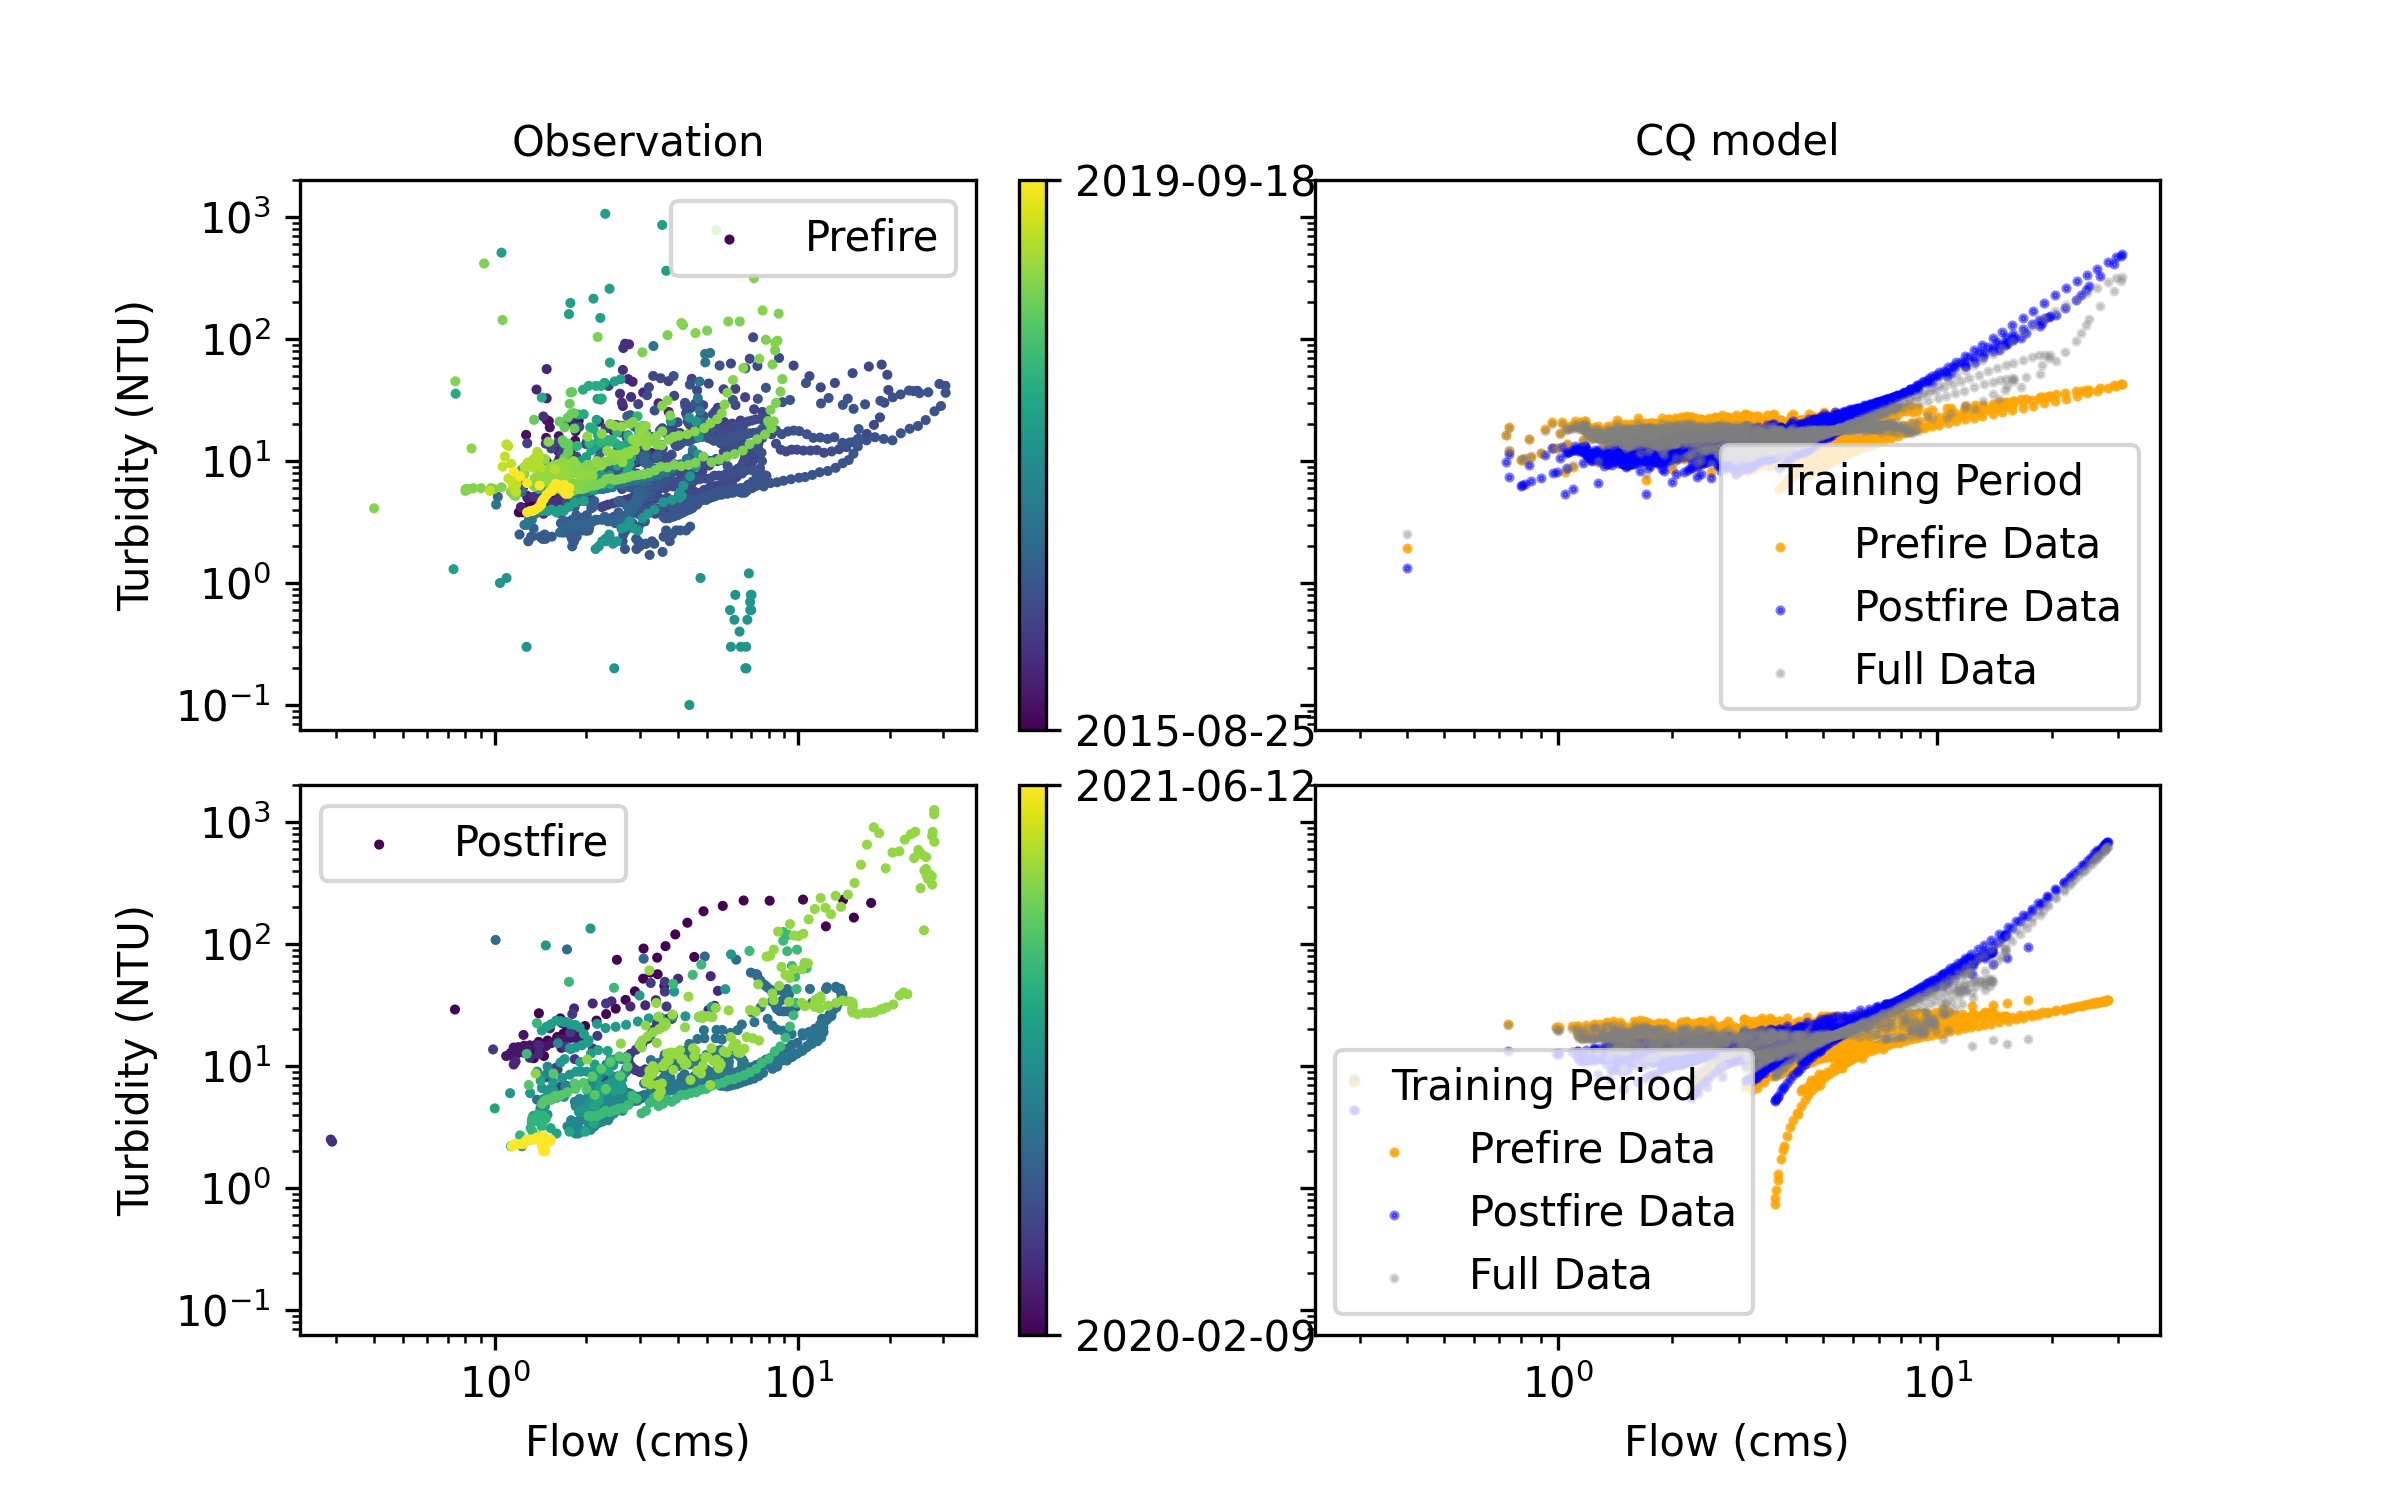 Observation
CQ model
Turbidity (NTU)
10³
10²
10¹
10⁰
10⁻¹
Prefire
2019-09-18
2015-08-25
Training Period
Prefire Data
Postfire Data
Full Data
Turbidity (NTU)
10³
10²
10¹
10⁰
10⁻¹
Postfire
2021-06-12
2020-02-09
Training Period
Prefire Data
Postfire Data
Full Data
10⁰ 10¹
Flow (cms)
10⁰ 10¹
Flow (cms)